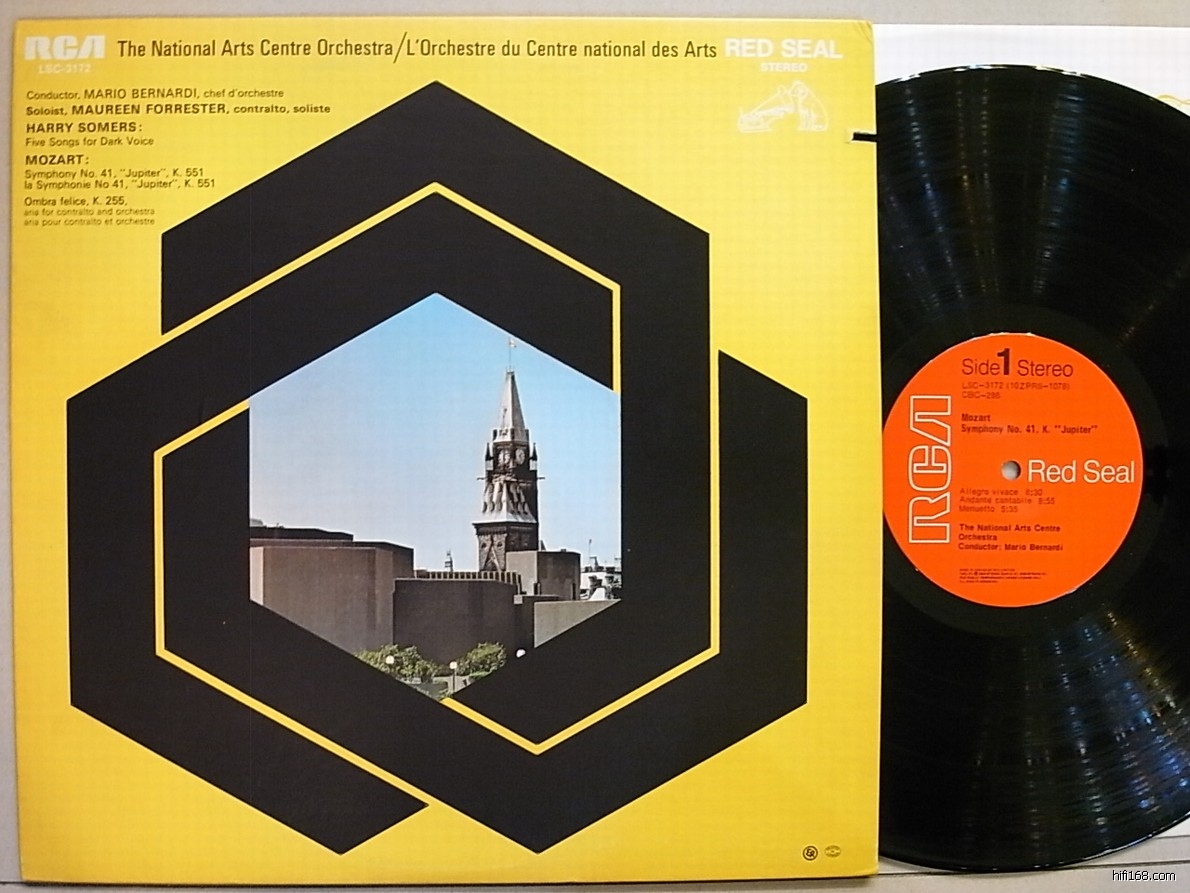 RCA The National Arts Centre Orchestra/L'Orchestre du Centre national des Arts RED SEAL
LSC-3172
STEREO
Conductor, MARIO BERNARDI, chef d'orchestre
Soloist, MAUREEN FORRESTER, contralto, soliste
HARRY SOMERS:
Five Songs for Dark Voice
MOZART:
Symphony No. 41, "Jupiter", K. 551
la Symphonie No 41, "Jupiter", K. 551
Ombra felice, K. 255,
aria for contralto and orchestra
aria pour contralto et orchestre
Side 1 Stereo
LSC-3172 (10ZPRS-1078)
CBC-286
Mozart
Symphony No. 41. K. "Jupiter"
RCA
Red Seal
Allegro vivace 8:30
Andante cantabile 8:55
Menuetto 5:35
The National Arts Centre
Orchestra
Conductor: Mario Bernardi
hifi168.com